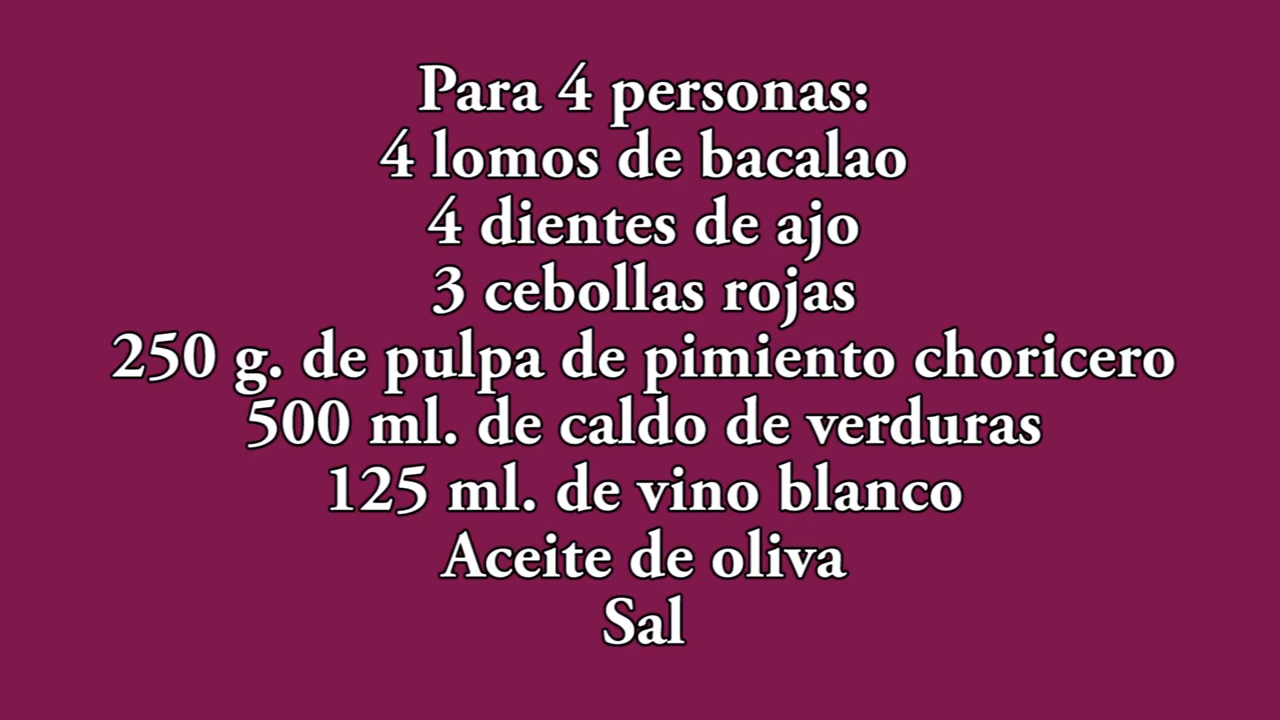 Para 4 personas:
4 lomos de bacalao
4 dientes de ajo
3 cebollas rojas
250 g. de pulpa de pimiento choricero
500 ml. de caldo de verduras
125 ml. de vino blanco
Aceite de oliva
Sal